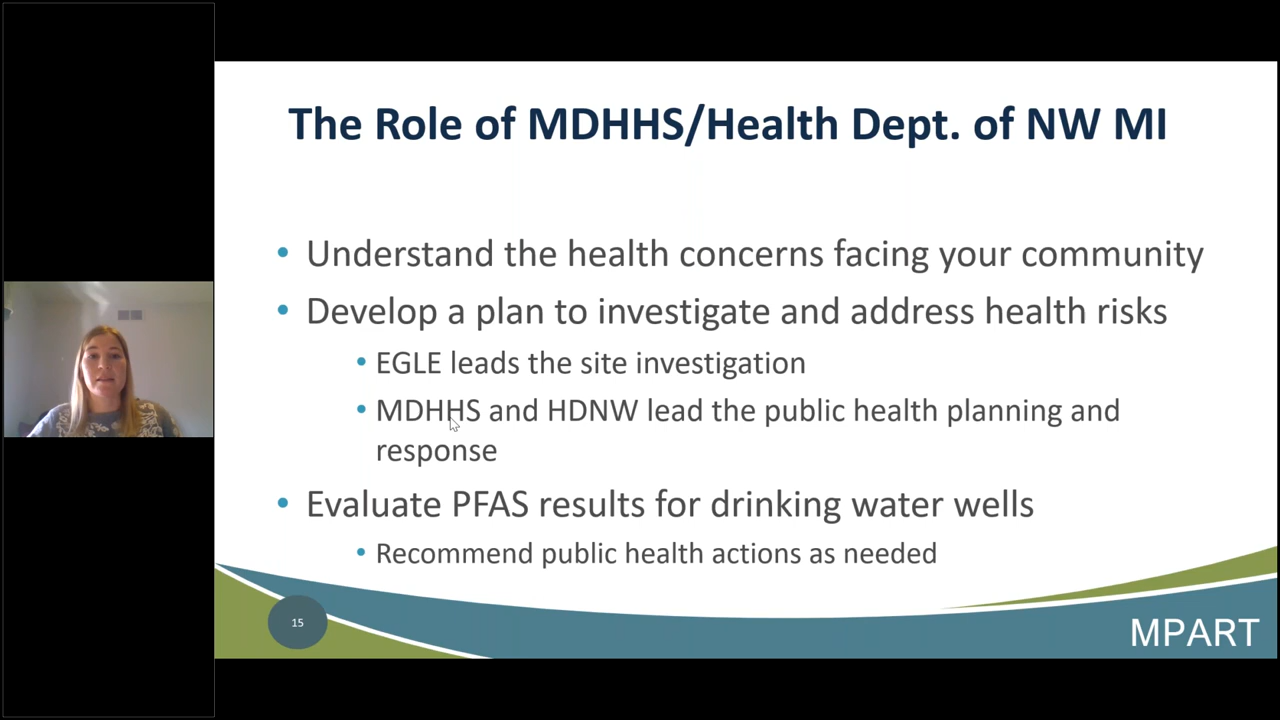 The Role of MDHHS/Health Dept. of NW MI
• Understand the health concerns facing your community
• Develop a plan to investigate and address health risks
• EGLE leads the site investigation
• MDHHS and HDNW lead the public health planning and
response
• Evaluate PFAS results for drinking water wells
• Recommend public health actions as needed
15
MPART